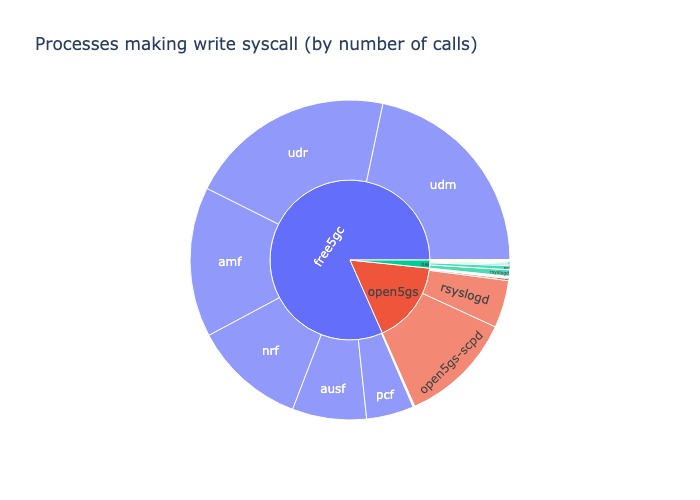 Processes making write syscall (by number of calls)
udr
udm
free5gc
amf
open5gs
rsyslogd
rsyslogd
nrf
open5gs-scpd
ausf
pcf